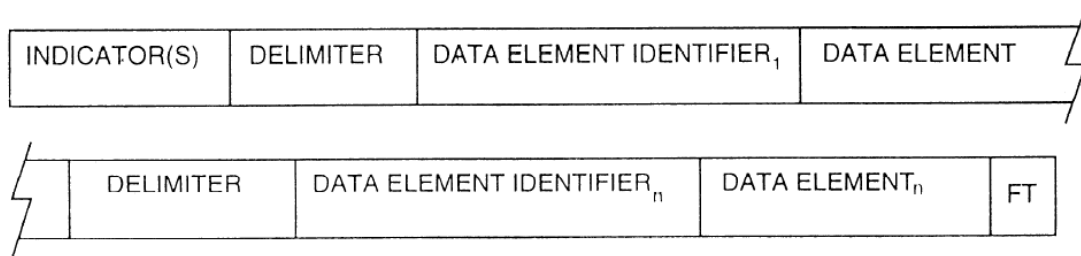 INDICATOR(S) DELIMITER DATA ELEMENT IDENTIFIER₁ DATA ELEMENT
DELIMITER DATA ELEMENT IDENTIFIERₙ DATA ELEMENTₙ FT